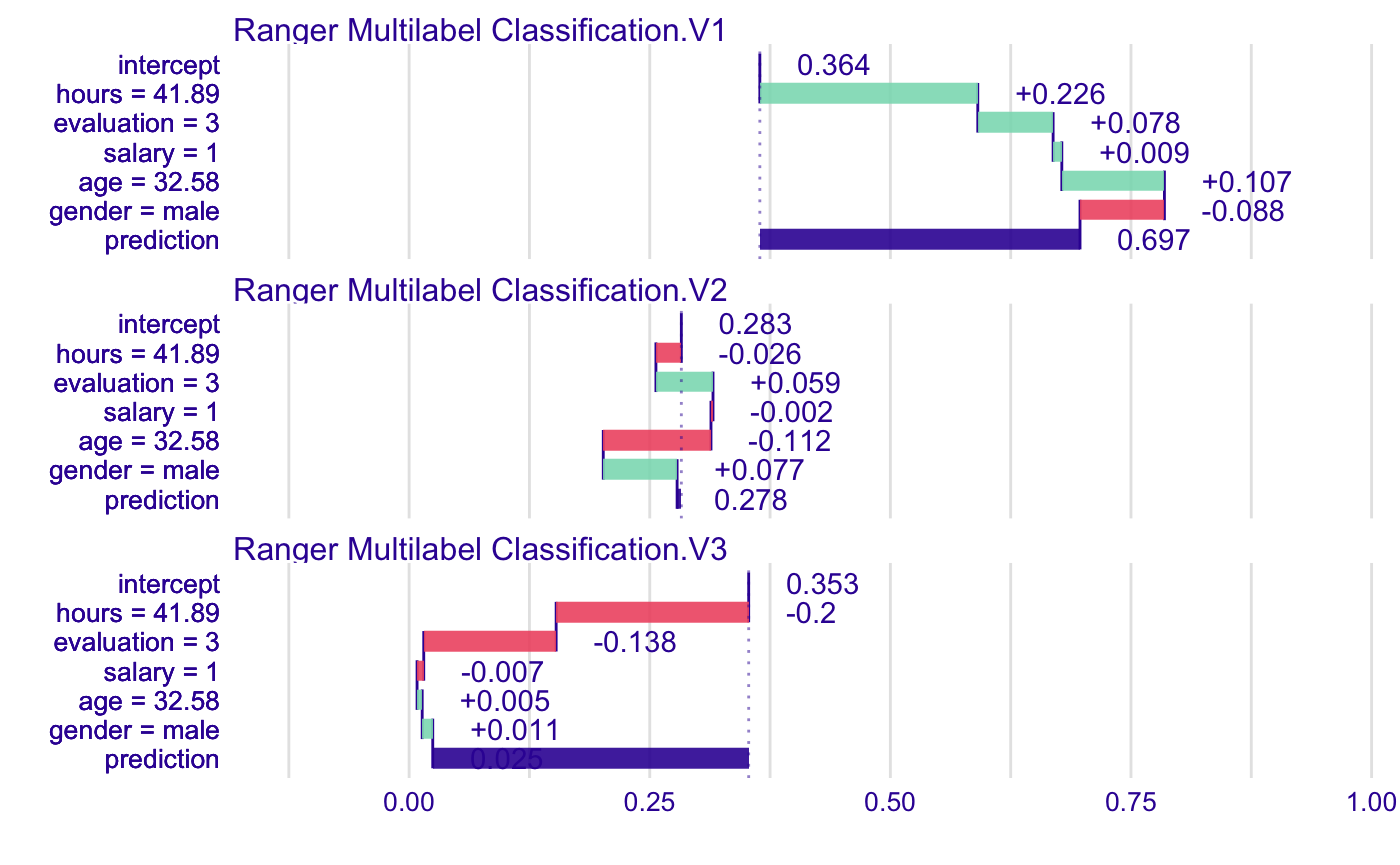 Ranger Multilabel Classification.V1
intercept 0.364
hours = 41.89 +0.226
evaluation = 3 +0.078
salary = 1 +0.009
age = 32.58 +0.107
gender = male -0.088
prediction 0.697
Ranger Multilabel Classification.V2
intercept 0.283
hours = 41.89 -0.026
evaluation = 3 +0.059
salary = 1 -0.002
age = 32.58 -0.112
gender = male +0.077
prediction 0.278
Ranger Multilabel Classification.V3
intercept 0.353
hours = 41.89 -0.2
evaluation = 3 -0.138
salary = 1 -0.007
age = 32.58 +0.005
gender = male +0.011
prediction 0.025
0.00 0.25 0.50 0.75 1.00